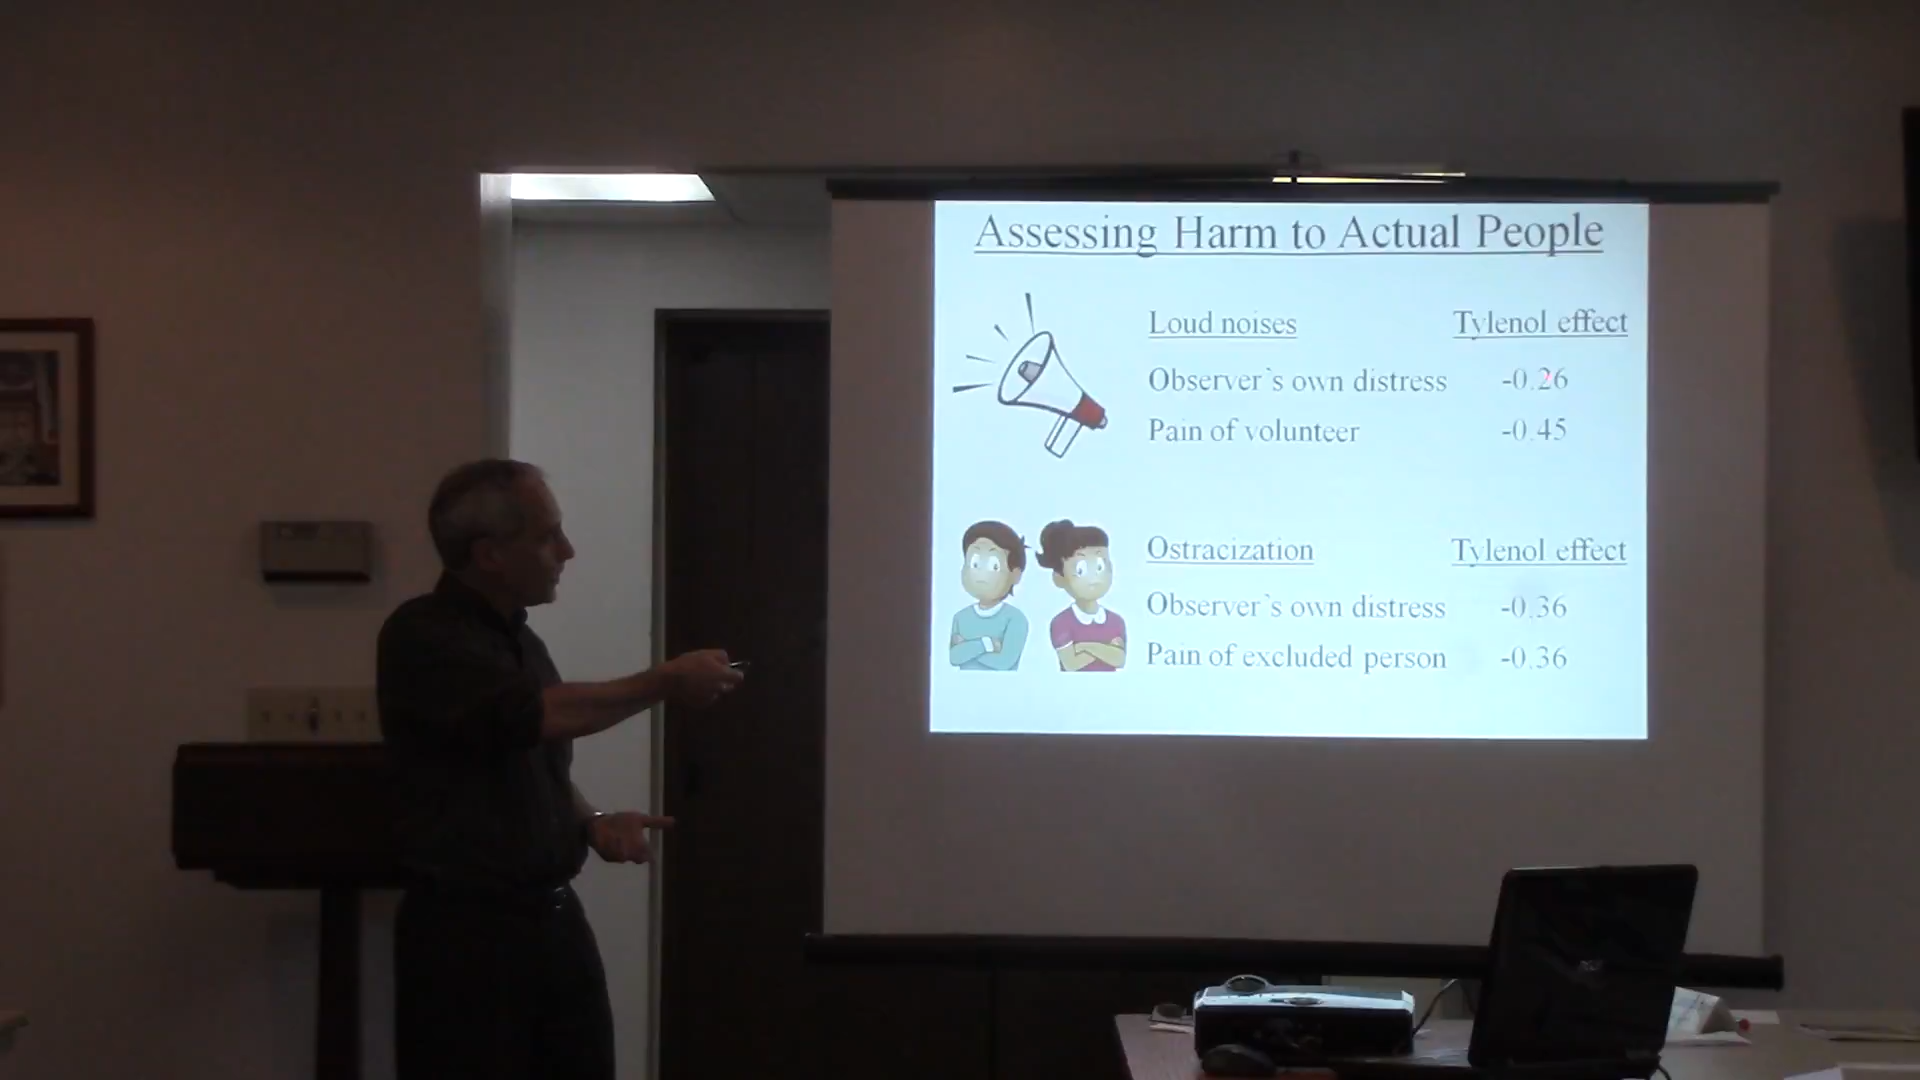 Assessing Harm to Actual People
Loud noises Tylenol effect
Observer`s own distress -0.26
Pain of volunteer -0.45
Ostracization Tylenol effect
Observer`s own distress -0.36
Pain of excluded person -0.36